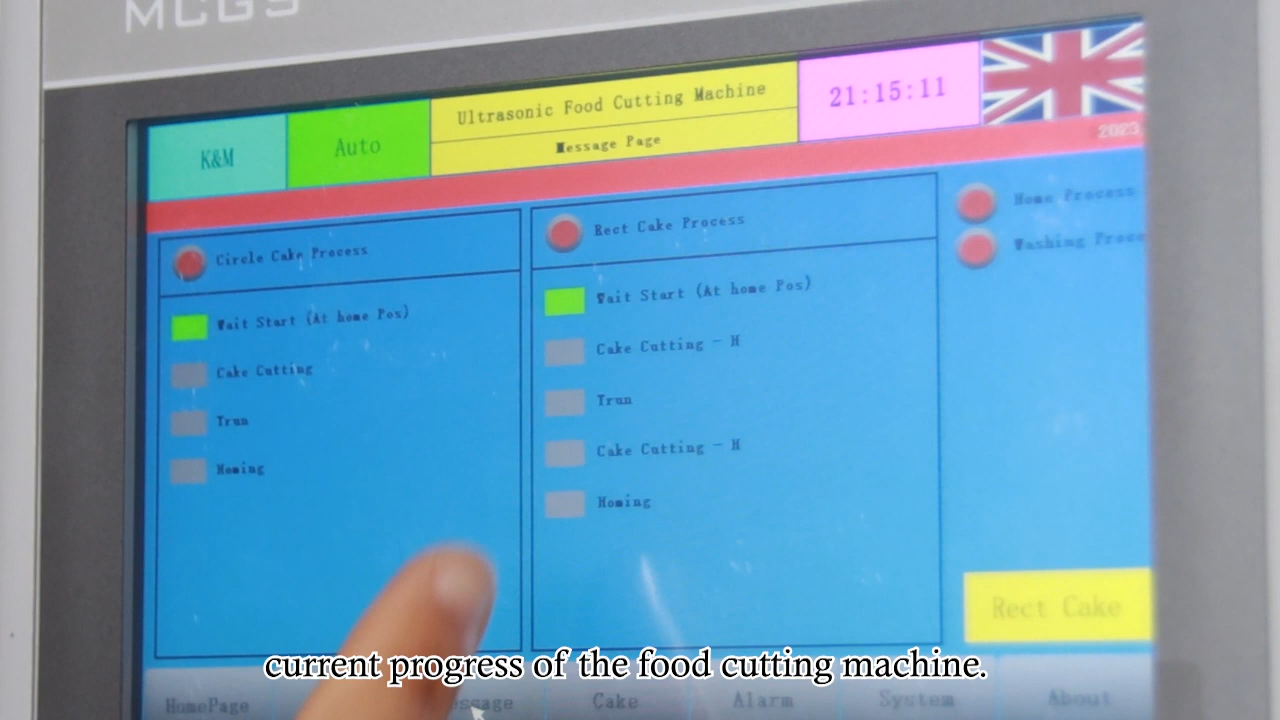 MCGS
K&M
Auto
Ultrasonic Food Cutting Machine
Message Page
21:15:11
2023
Circle Cake Process
Wait Start (At home Pos)
Cake Cutting
Trun
Homing
Rect Cake Process
Wait Start (At home Pos)
Cake Cutting - H
Trun
Cake Cutting - H
Homing
Home Process
Washing Proce
Rect Cake
current progress of the food cutting machine.
HomePage
essage
Cake
Alarm
System
About